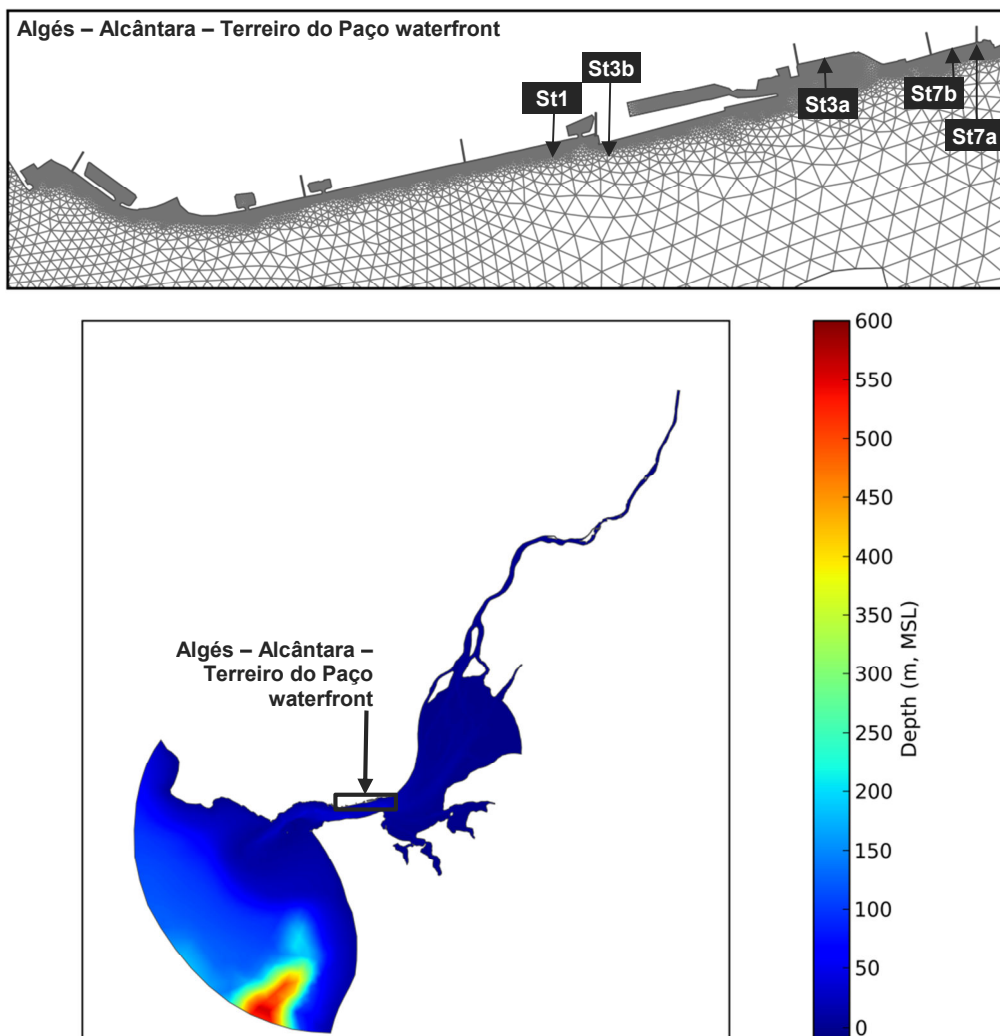 Algés – Alcântara – Terreiro do Paço waterfront
St3b
St1
St3a
St7b
St7a
600
550
500
450
400
350
300
250
200
150
100
50
0
Depth (m, MSL)
Algés – Alcântara –
Terreiro do Paço
waterfront